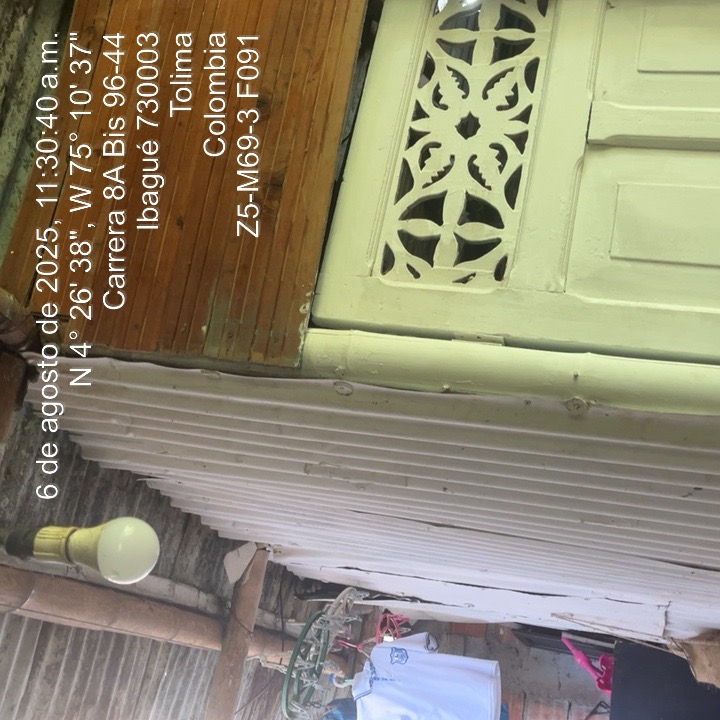 6 de agosto de 2025, 11:30:40 a.m.
N 4° 26' 38", W 75° 10' 37"
Carrera 8A Bis 96-44
Ibagué 730003
Tolima
Colombia
Z5-M69-3 F091